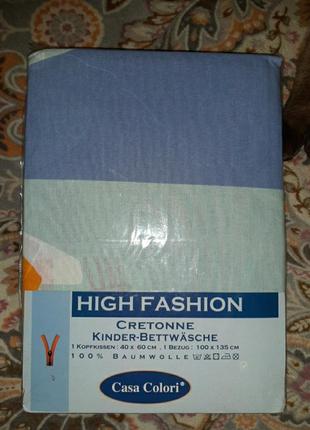 HIGH FASHION
CRETONNE
KINDER-BETTWÄSCHE
1 KOPFKISSEN: 40 X 60 CM, 1 BEZUG: 100 X 135 CM
100% BAUMWOLLE
Casa Colori®